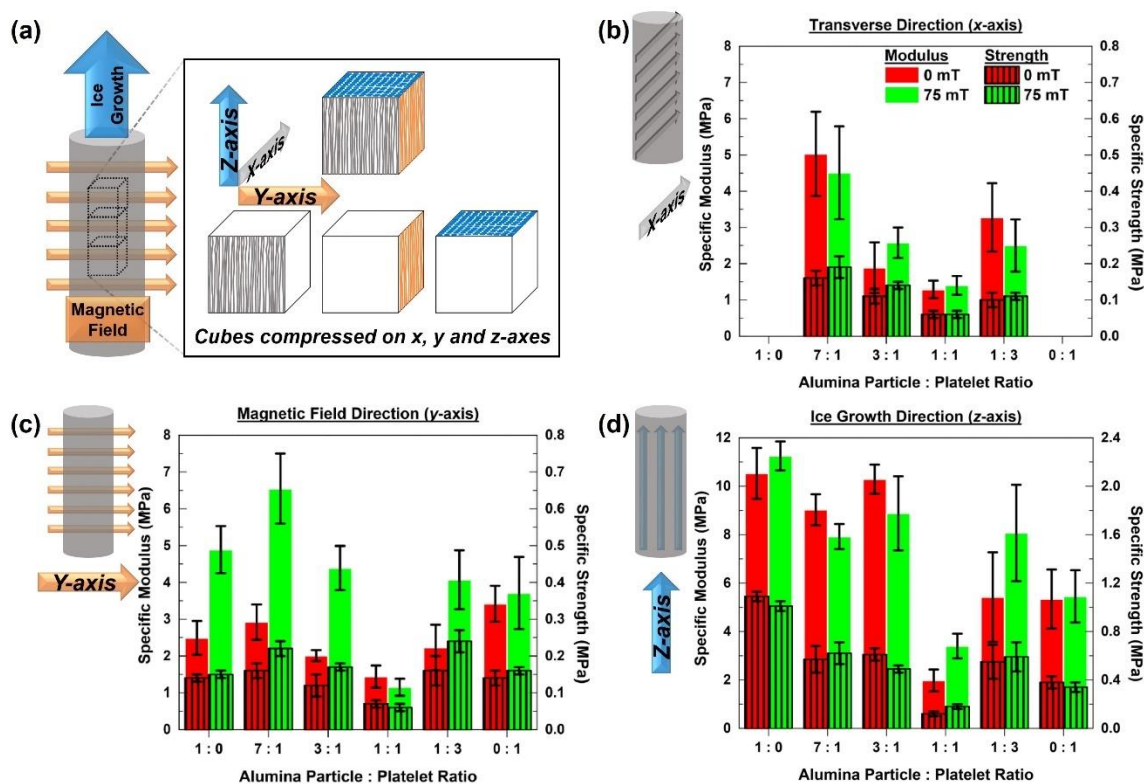 (a)
Ice
Growth
Magnetic
Field
Z-axis
X-axis
Y-axis
Cubes compressed on x, y and z-axes
(b)
X-axis
Transverse Direction (x-axis)
Modulus Strength
0 mT 0 mT
75 mT 75 mT
Specific Modulus (MPa)
8
7
6
5
4
3
2
1
0
Specific Strength (MPa)
0.8
0.7
0.6
0.5
0.4
0.3
0.2
0.1
0.0
1 : 0 7 : 1 3 : 1 1 : 1 1 : 3 0 : 1
Alumina Particle : Platelet Ratio
(c)
Y-axis
Magnetic Field Direction (y-axis)
Specific Modulus (MPa)
8
7
6
5
4
3
2
1
0
Specific Strength (MPa)
0.8
0.7
0.6
0.5
0.4
0.3
0.2
0.1
0.0
1 : 0 7 : 1 3 : 1 1 : 1 1 : 3 0 : 1
Alumina Particle : Platelet Ratio
(d)
Z-axis
Ice Growth Direction (z-axis)
Specific Modulus (MPa)
12
10
8
6
4
2
0
Specific Strength (MPa)
2.4
2.0
1.6
1.2
0.8
0.4
0.0
1 : 0 7 : 1 3 : 1 1 : 1 1 : 3 0 : 1
Alumina Particle : Platelet Ratio